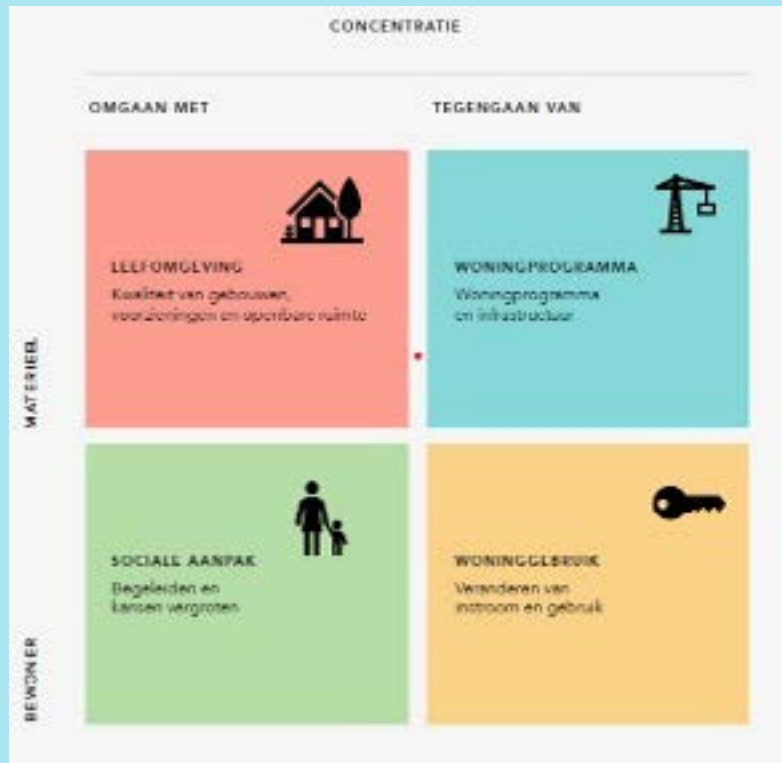 CONCENTRATIE
OMGAAN MET
TEGENGAAN VAN
MATERIEEL
LEEFOMGEVING
Kwaliteit van gebouwen,
voorzieningen en openbare ruimte
WONINGPROGRAMMA
Woningprogramma
en infrastructuur
BEWONER
SOCIALE AANPAK
Begeleiden en
kansen vergroten
WONINGGEBRUIK
Veranderen van
instroom en gebruik